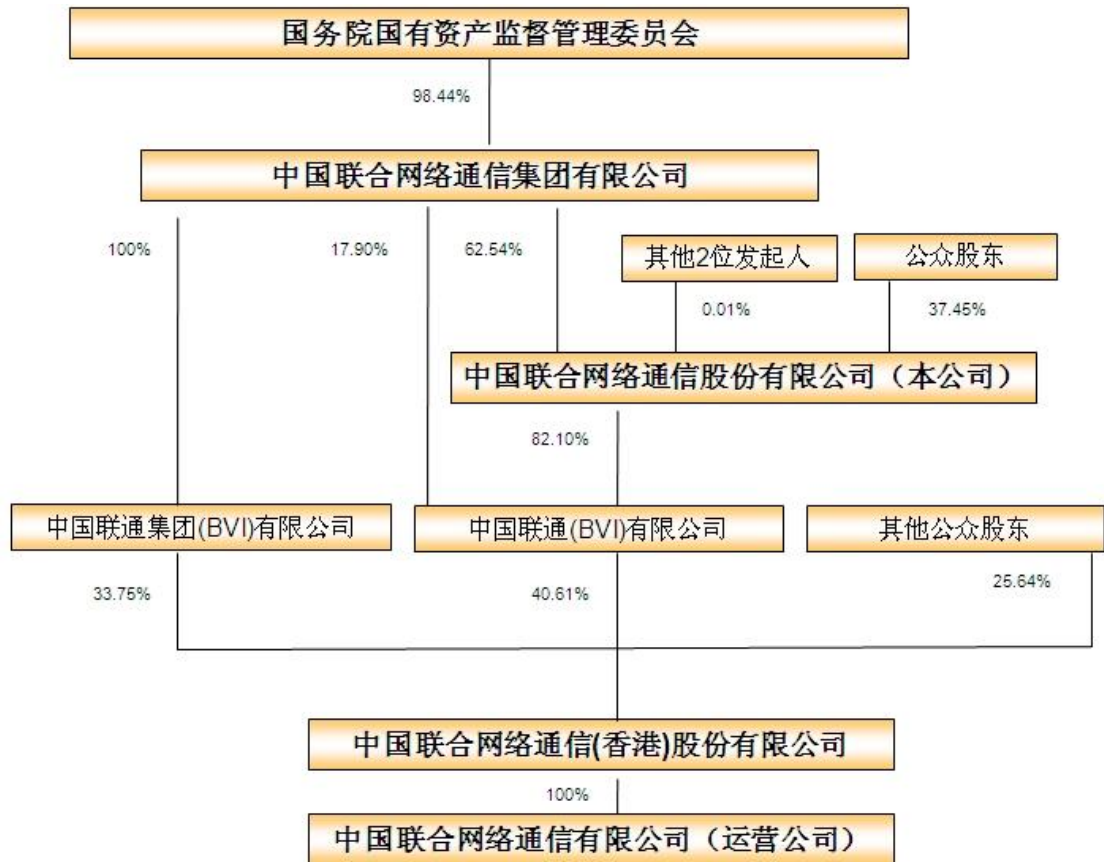 国务院国有资产监督管理委员会
98.44%
中国联合网络通信集团有限公司
100%
17.90%
62.54%
其他2位发起人
公众股东
0.01%
37.45%
中国联合网络通信股份有限公司（本公司）
82.10%
中国联通集团(BVI)有限公司
中国联通(BVI)有限公司
其他公众股东
33.75%
40.61%
25.64%
中国联合网络通信(香港)股份有限公司
100%
中国联合网络通信有限公司（运营公司）